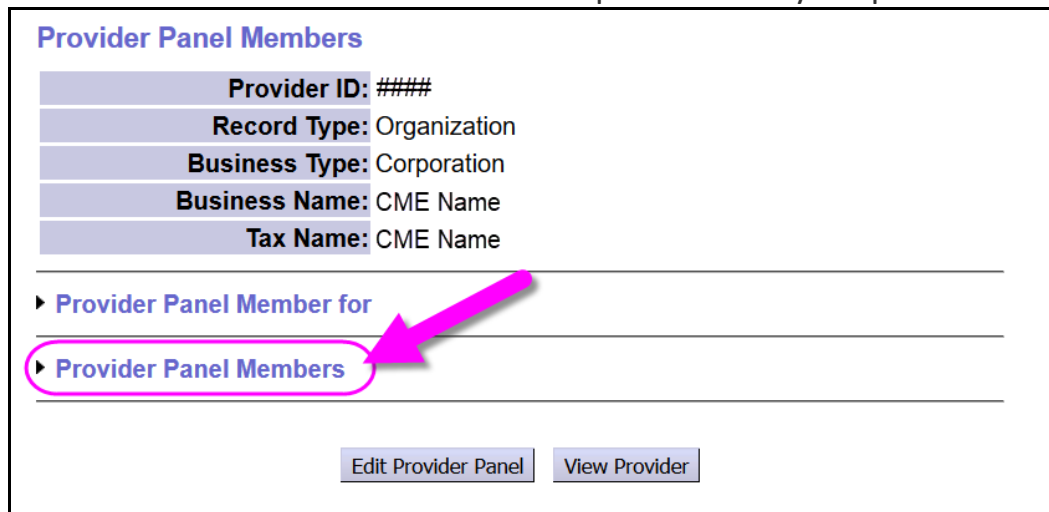 Provider Panel Members
Provider ID: ####
Record Type: Organization
Business Type: Corporation
Business Name: CME Name
Tax Name: CME Name
Provider Panel Member for
Provider Panel Members
Edit Provider Panel View Provider